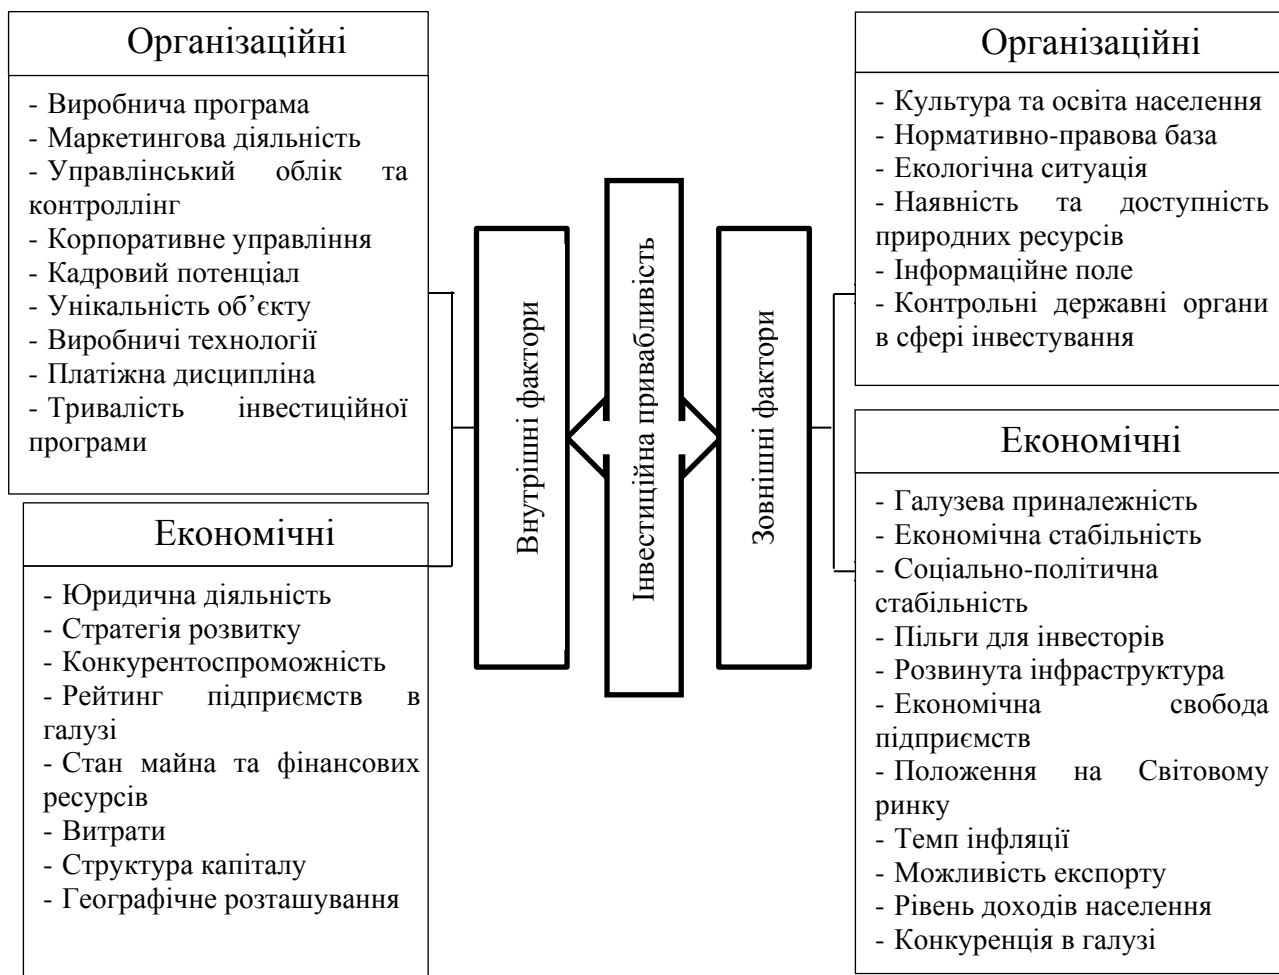 Організаційні
- Виробнича програма
- Маркетингова діяльність
- Управлінський облік та
контроллінг
- Корпоративне управління
- Кадровий потенціал
- Унікальність об’єкту
- Виробничі технології
- Платіжна дисципліна
- Тривалість інвестиційної
програми
Економічні
- Юридична діяльність
- Стратегія розвитку
- Конкурентоспроможність
- Рейтинг підприємств в
галузі
- Стан майна та фінансових
ресурсів
- Витрати
- Структура капіталу
- Географічне розташування
Внутрішні фактори
Інвестиційна привабливість
Зовнішні фактори
Організаційні
- Культура та освіта населення
- Нормативно-правова база
- Екологічна ситуація
- Наявність та доступність
природних ресурсів
- Інформаційне поле
- Контрольні державні органи
в сфері інвестування
Економічні
- Галузева приналежність
- Економічна стабільність
- Соціально-політична
стабільність
- Пільги для інвесторів
- Розвинута інфраструктура
- Економічна свобода
підприємств
- Положення на Світовому
ринку
- Темп інфляції
- Можливість експорту
- Рівень доходів населення
- Конкуренція в галузі